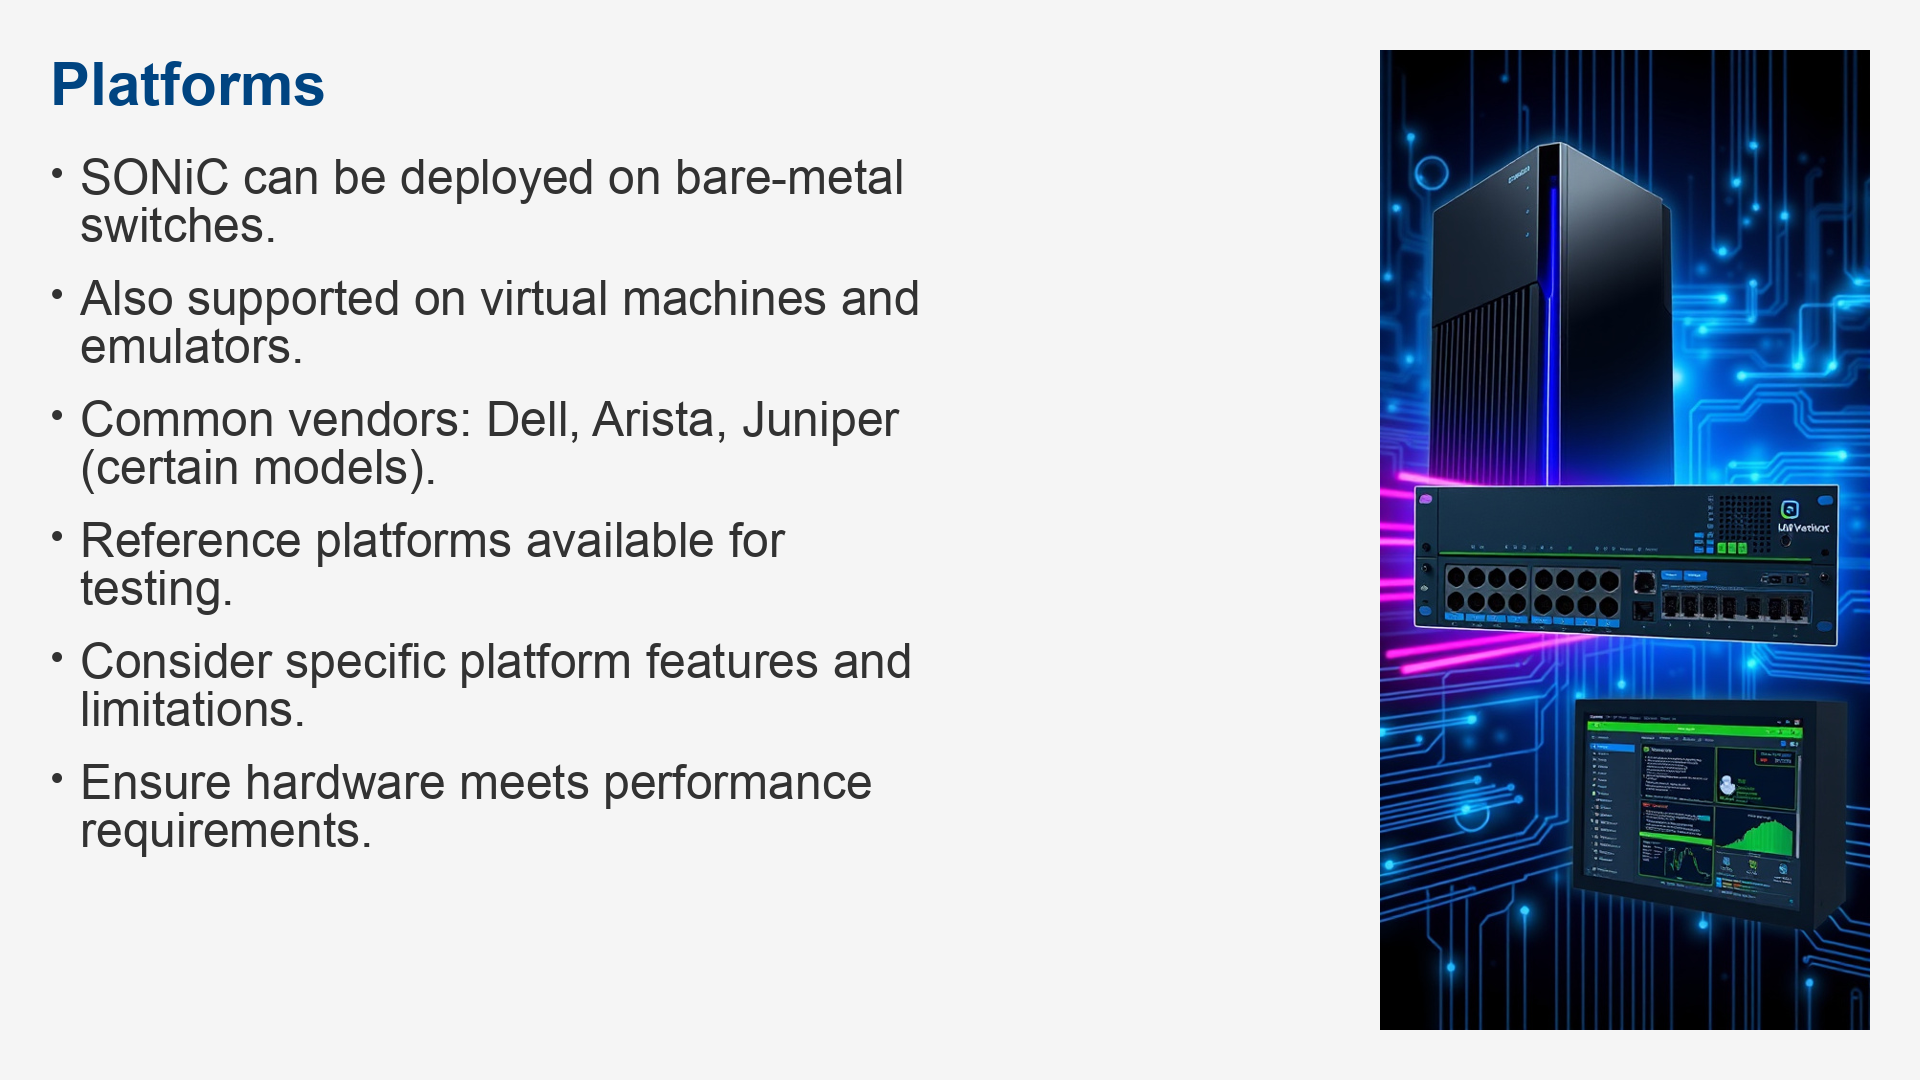 Platforms
• SONiC can be deployed on bare-metal
switches.
• Also supported on virtual machines and
emulators.
• Common vendors: Dell, Arista, Juniper
(certain models).
• Reference platforms available for
testing.
• Consider specific platform features and
limitations.
• Ensure hardware meets performance
requirements.